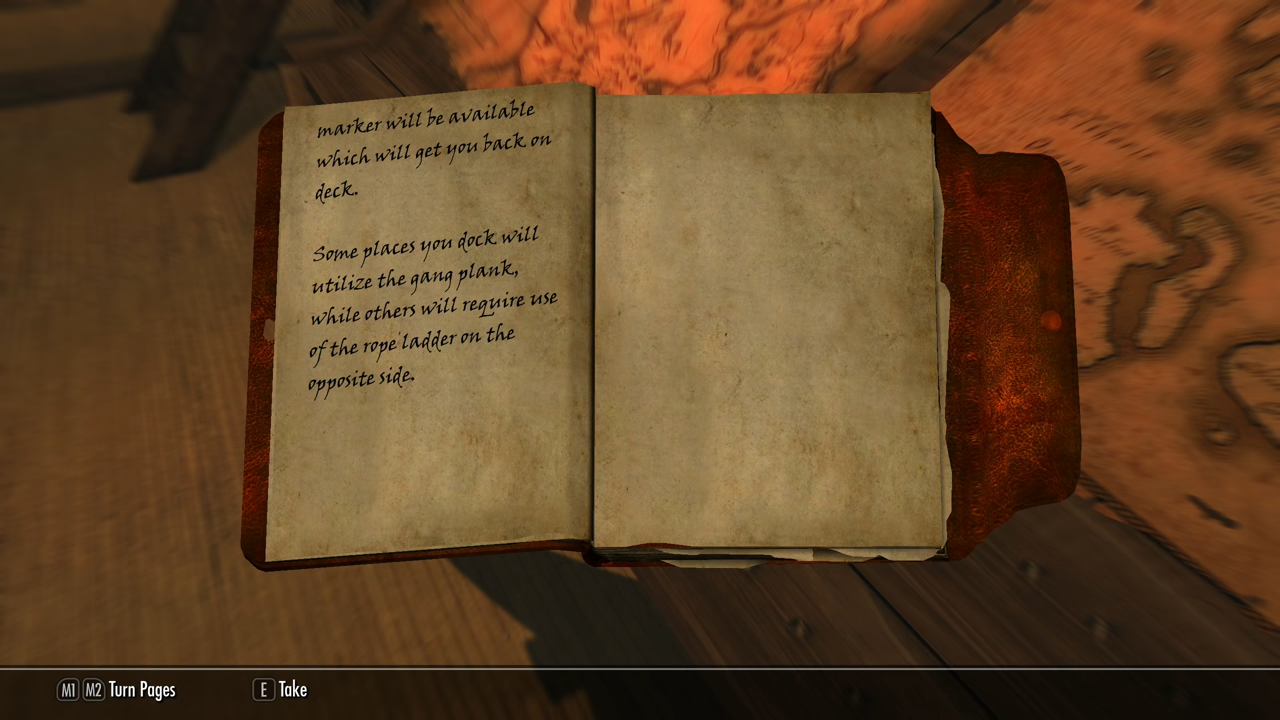 marker will be available
which will get you back on
deck.
Some places you dock will
utilize the gang plank,
while others will require use
of the rope ladder on the
opposite side.
M1 M2 Turn Pages
E Take